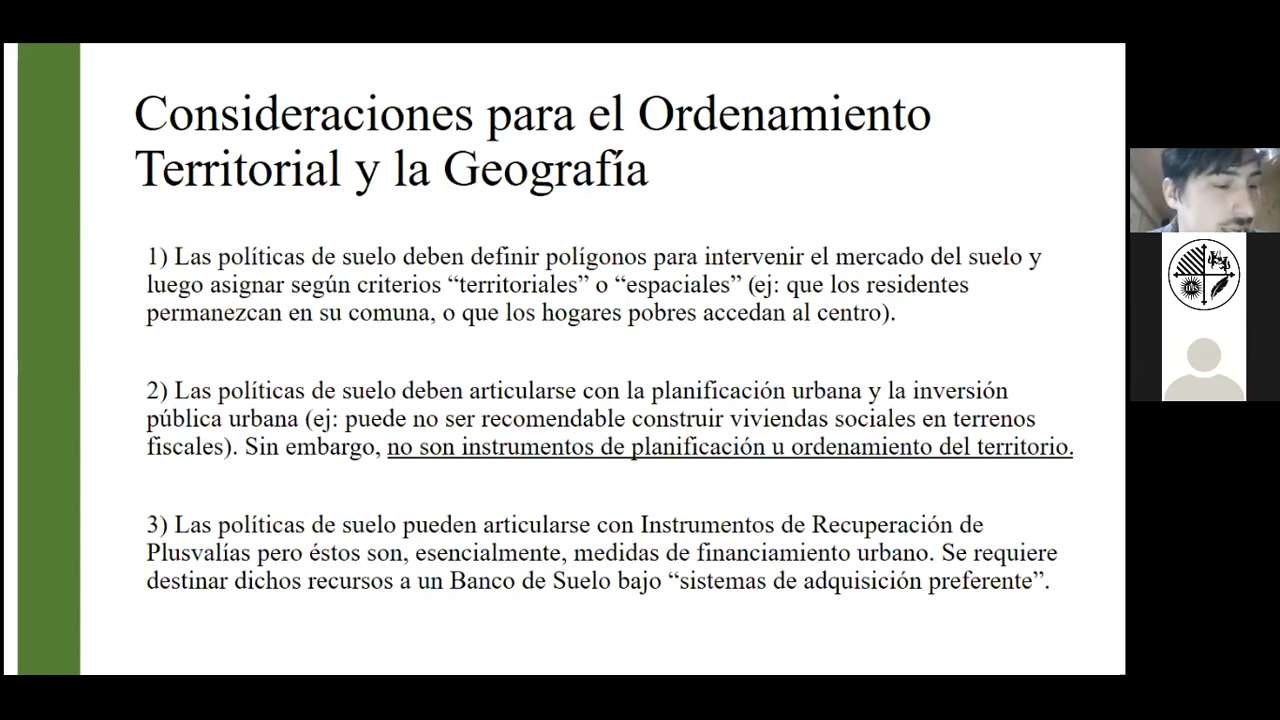 Consideraciones para el Ordenamiento
Territorial y la Geografía
1) Las políticas de suelo deben definir polígonos para intervenir el mercado del suelo y
luego asignar según criterios “territoriales” o “espaciales” (ej: que los residentes
permanezcan en su comuna, o que los hogares pobres accedan al centro).
2) Las políticas de suelo deben articularse con la planificación urbana y la inversión
pública urbana (ej: puede no ser recomendable construir viviendas sociales en terrenos
fiscales). Sin embargo, no son instrumentos de planificación u ordenamiento del territorio.
3) Las políticas de suelo pueden articularse con Instrumentos de Recuperación de
Plusvalías pero éstos son, esencialmente, medidas de financiamiento urbano. Se requiere
destinar dichos recursos a un Banco de Suelo bajo “sistemas de adquisición preferente”.